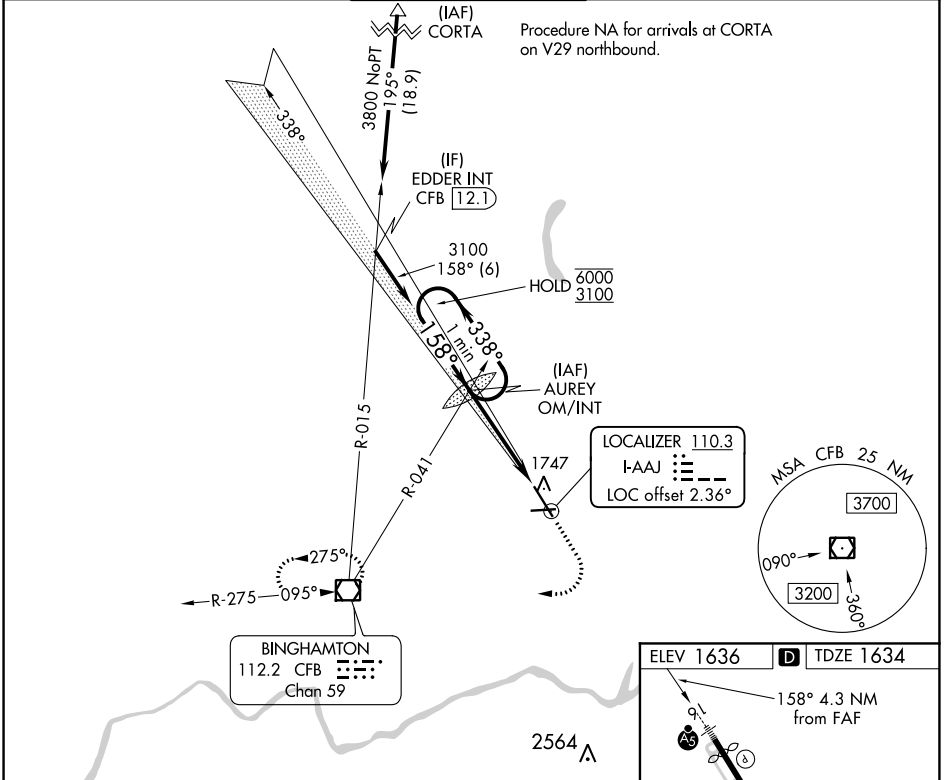 (IAF)
CORTA
Procedure NA for arrivals at CORTA
on V29 northbound.
3800 NoPT
195°
(18.9)
338°
(IF)
EDDER INT
CFB 12.1
3100
158° (6)
HOLD 6000
3100
158°
1 min
338°
(IAF)
AUREY
OM/INT
R-015
R-041
LOCALIZER 110.3
I-AAJ
LOC offset 2.36°
1747
MSA CFB 25 NM
3700
090°
3200
360°
275°
R-275
095°
BINGHAMTON
112.2 CFB
Chan 59
ELEV 1636 D TDZE 1634
158° 4.3 NM
from FAF
16
A5
P
2564